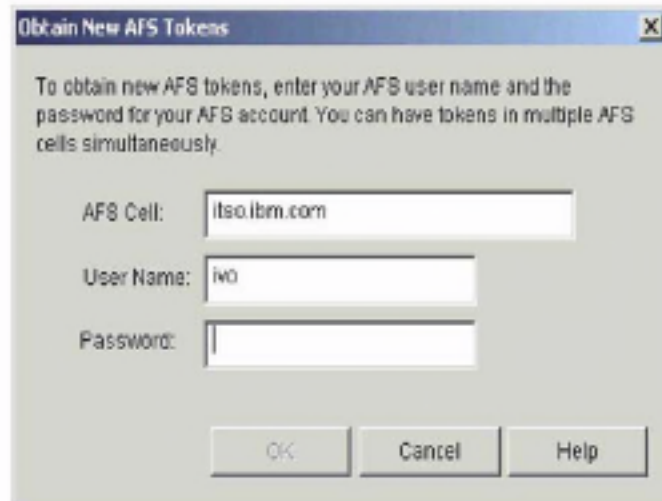 Obtain New AFS Tokens
To obtain new AFS tokens, enter your AFS user name and the
password for your AFS account. You can have tokens in multiple AFS
cells simultaneously.
AFS Cell: itso.ibm.com
User Name: ivo
Password:
OK Cancel Help